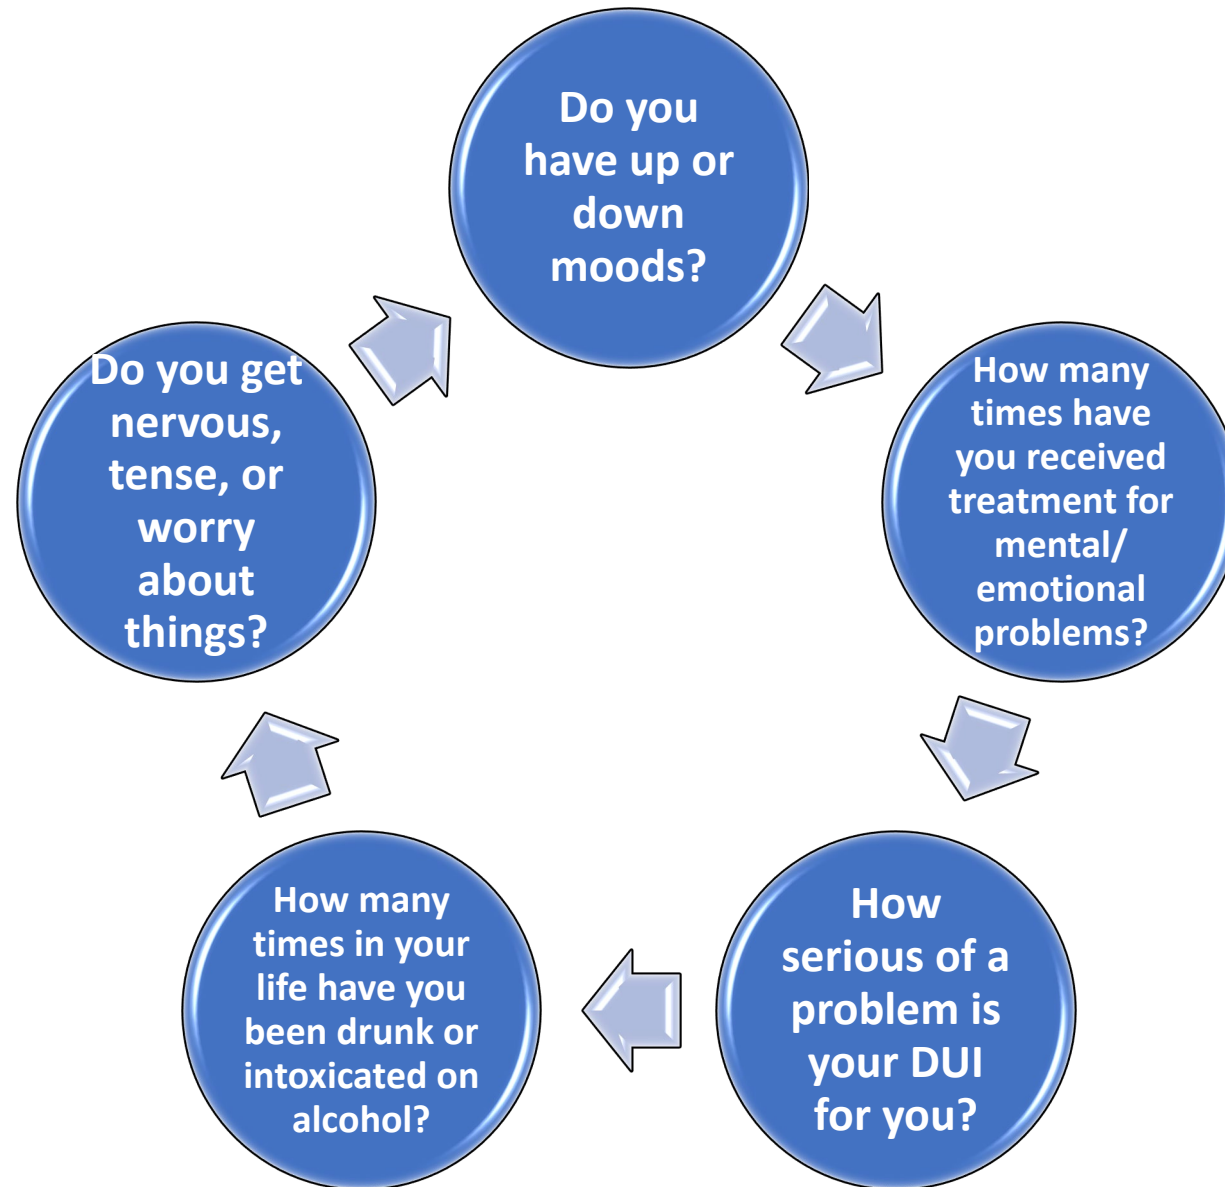 Do you
have up or
down
moods?
How many
times have
you received
treatment for
mental/
emotional
problems?
How
serious of a
problem is
your DUI
for you?
How many
times in your
life have you
been drunk or
intoxicated on
alcohol?
Do you get
nervous,
tense, or
worry
about
things?